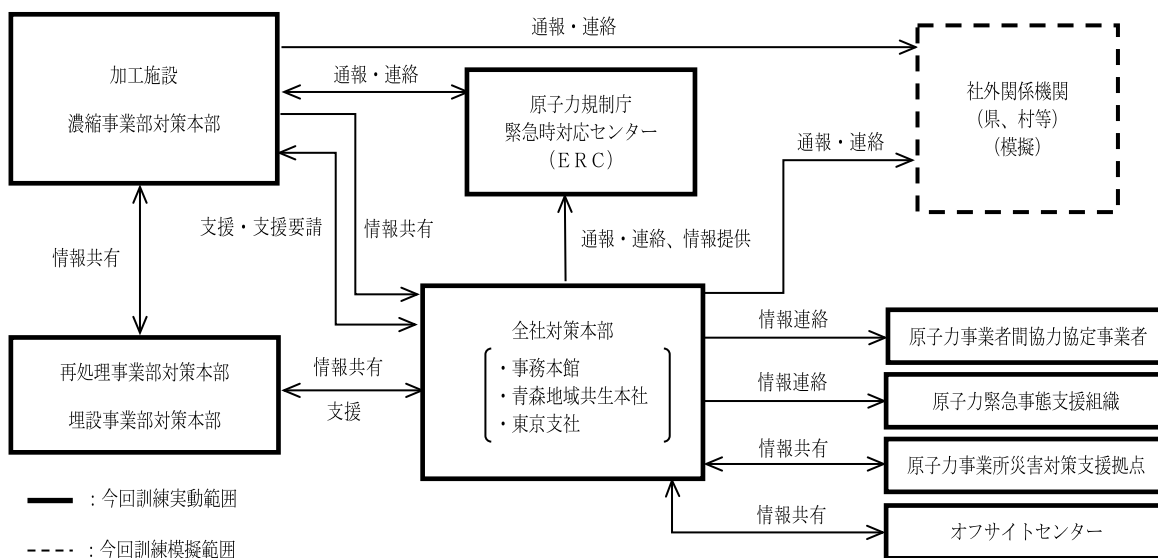 通報・連絡
加工施設
濃縮事業部対策本部
通報・連絡
原子力規制庁
緊急時対応センター
(ERC)
社外関係機関
(県、村等)
(模擬)
通報・連絡
支援・支援要請
情報共有
通報・連絡、情報提供
情報共有
全社対策本部
・事務本館
・青森地域共生本社
・東京支社
情報連絡
原子力事業者間協力協定事業者
再処理事業部対策本部
埋設事業部対策本部
情報共有
支援
情報連絡
原子力緊急事態支援組織
情報共有
原子力事業所災害対策支援拠点
情報共有
オフサイトセンター
:今回訓練実動範囲
:今回訓練模擬範囲